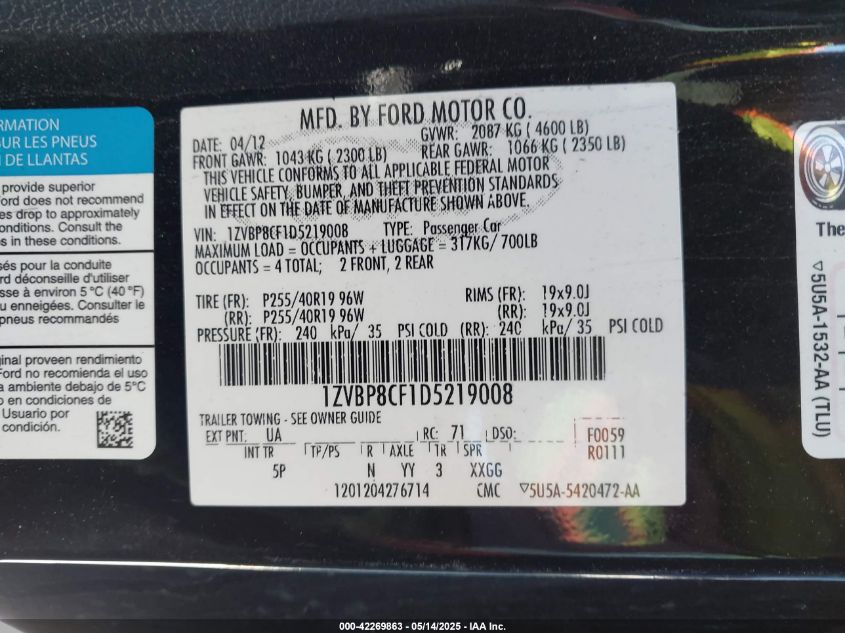 RMATION
SUR LES PNEUS
DE LLANTAS
provide superior
Ford does not recommend
es drop to approximately
onditions. Consult the
s in these conditions.
sés pour la conduite
rd déconseille d'utiliser
sse à environ 5 °C (40 °F)
u enneigées. Consulter le
pneus recommandés
ginal proveen rendimiento
Ford no recomienda el uso
a ambiente debajo de 5°C
o en condiciones de
Usuario por
condición.
MFD. BY FORD MOTOR CO.
DATE: 04/12 GVWR: 2087 KG ( 4600 LB)
FRONT GAWR: 1043 KG ( 2300 LB) REAR GAWR: 1066 KG ( 2350 LB)
THIS VEHICLE CONFORMS TO ALL APPLICABLE FEDERAL MOTOR
VEHICLE SAFETY, BUMPER, AND THEFT PREVENTION STANDARDS
IN EFFECT ON THE DATE OF MANUFACTURE SHOWN ABOVE.
VIN: 1ZVBP8CF1D5219008 TYPE: Passenger Car
MAXIMUM LOAD = OCCUPANTS + LUGGAGE = 317KG/ 700LB
OCCUPANTS = 4 TOTAL; 2 FRONT, 2 REAR
TIRE (FR): P255/40R19 96W RIMS (FR): 19x9.0J
(RR): P255/40R19 96W (RR): 19x9.0J
PRESSURE (FR): 240 kPa/ 35 PSI COLD (RR): 240 kPa/ 35 PSI COLD
1ZVBP8CF1D5219008
TRAILER TOWING - SEE OWNER GUIDE
EXT PNT: UA RC: 71 DSO: F0059
INT TR TP/PS R AXLE TR SPR R0111
5P N YY 3 XXGG
1201204276714 CMC ▽5U5A-5420472-AA
The
▽5U5A-1532-AA (TLU)
000-42269863 - 05/14/2025 - IAA Inc.